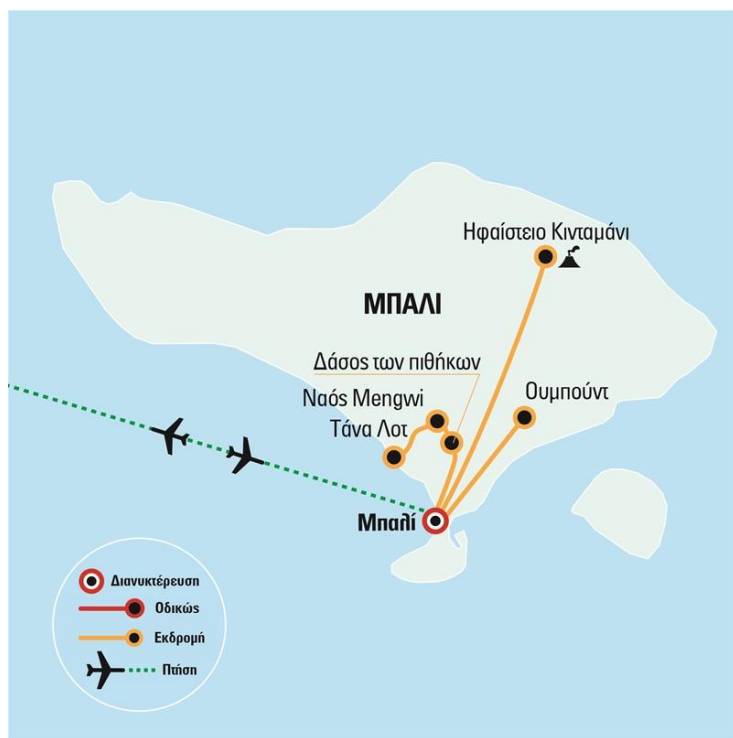 Ηφαίστειο Κινταμάνι
ΜΠΑΛΙ
Δάσος των πιθήκων
Ναός Mengwi
Ουμπούντ
Τάνα Λοτ
Μπαλί
Διανυκτέρευση
Οδικώς
Εκδρομή
Πτήση